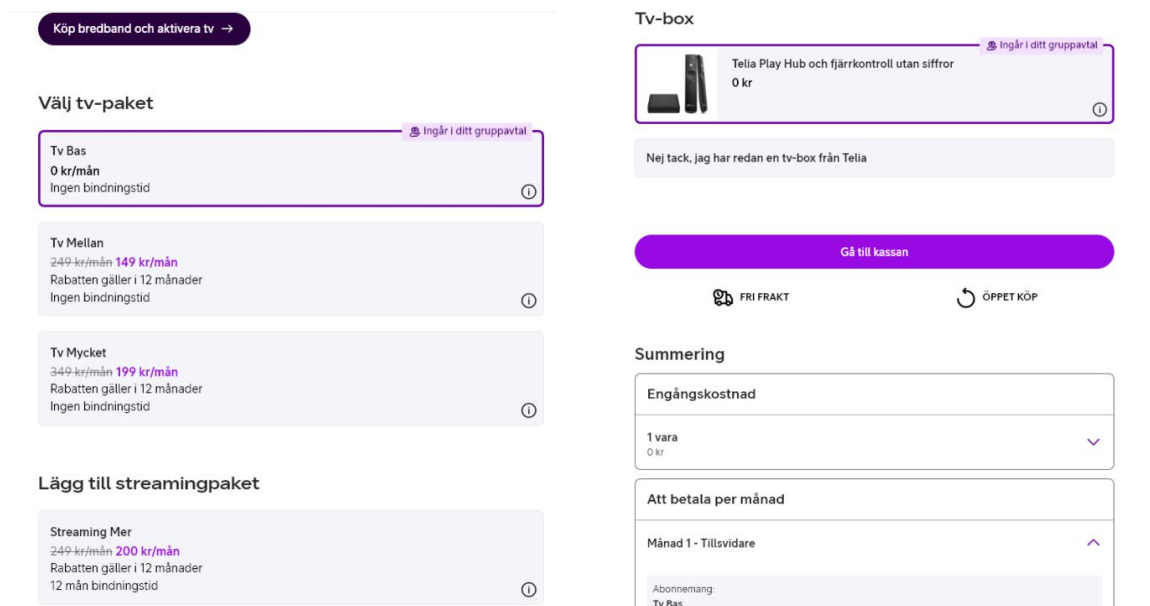 Köp bredband och aktivera tv →
Välj tv-paket
Ingår i ditt gruppavtal
Tv Bas
0 kr/mån
Ingen bindningstid
Tv Mellan
249 kr/mån 149 kr/mån
Rabatten gäller i 12 månader
Ingen bindningstid
Tv Mycket
349 kr/mån 199 kr/mån
Rabatten gäller i 12 månader
Ingen bindningstid
Lägg till streamingpaket
Streaming Mer
249 kr/mån 200 kr/mån
Rabatten gäller i 12 månader
12 mån bindningstid
Tv-box
Ingår i ditt gruppavtal
Telia Play Hub och fjärrkontroll utan siffror
0 kr
Nej tack, jag har redan en tv-box från Telia
Gå till kassan
FRI FRAKT
ÖPPET KÖP
Summering
Engångskostnad
1 vara
0 kr
Att betala per månad
Månad 1 - Tillsvidare
Abonnemang:
Tv Bas